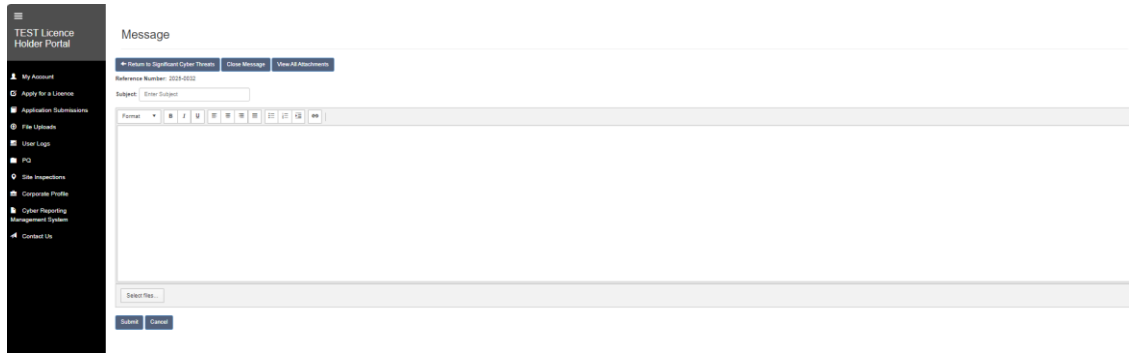 TEST Licence
Holder Portal
My Account
Apply for a Licence
Application Submissions
File Uploads
User Logs
PQ
Site Inspections
Corporate Profile
Cyber Reporting
Management System
Contact Us
Message
Return to Significant Cyber Threats Close Message View All Attachments
Reference Number: 2025-0032
Subject: Enter Subject
Format B I U
Select files...
Submit Cancel